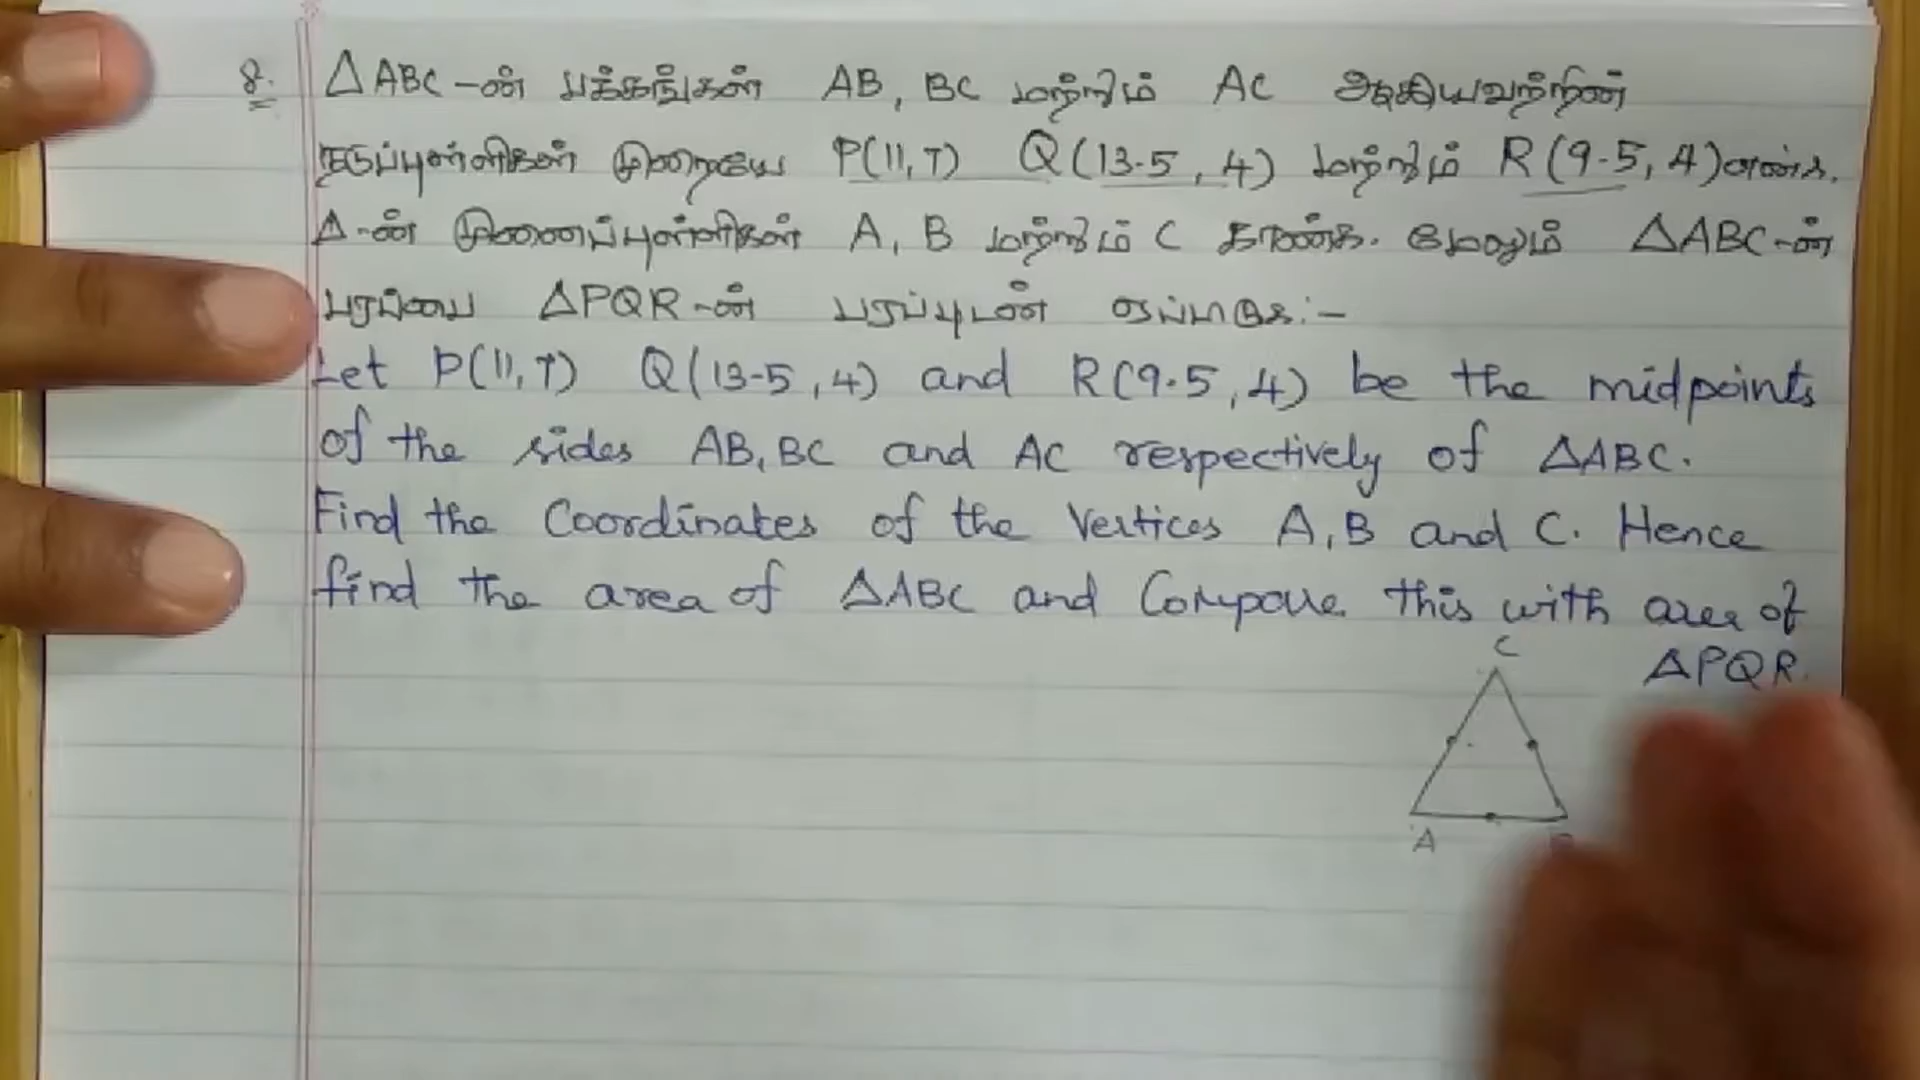 8. ΔABC-ன் பக்கங்கள் AB, BC மற்றும் AC ஆகியவற்றின்
நடுப்புள்ளிகள் முறையே P(11,7) Q(13.5, 4) மற்றும் R(9.5, 4) எண்க.
Δ-ன் முனைப்புள்ளிகள் A, B மற்றும் C காண்க. மேலும் ΔABC-ன்
பரப்பை ΔPQR-ன் பரப்புடன் ஒப்பிடுக:-
Let P(11,7) Q(13.5, 4) and R(9.5, 4) be the midpoints
of the sides AB, BC and AC respectively of ΔABC.
Find the Coordinates of the Vertices A, B and C. Hence
find the area of ΔABC and Compare this with area of
ΔPQR.
C
A